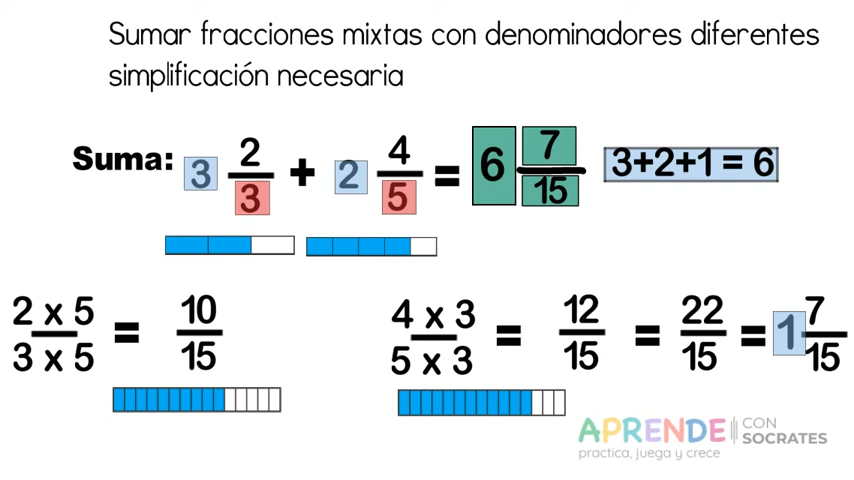 Sumar fracciones mixtas con denominadores diferentes
simplificación necesaria
Suma: 3 2/3 + 2 4/5 = 6 7/15 3+2+1 = 6
2 x 5 / 3 x 5 = 10/15
4 x 3 / 5 x 3 = 12/15 = 22/15 = 1 7/15
APRENDE CON SOCRATES
practica, juega y crece